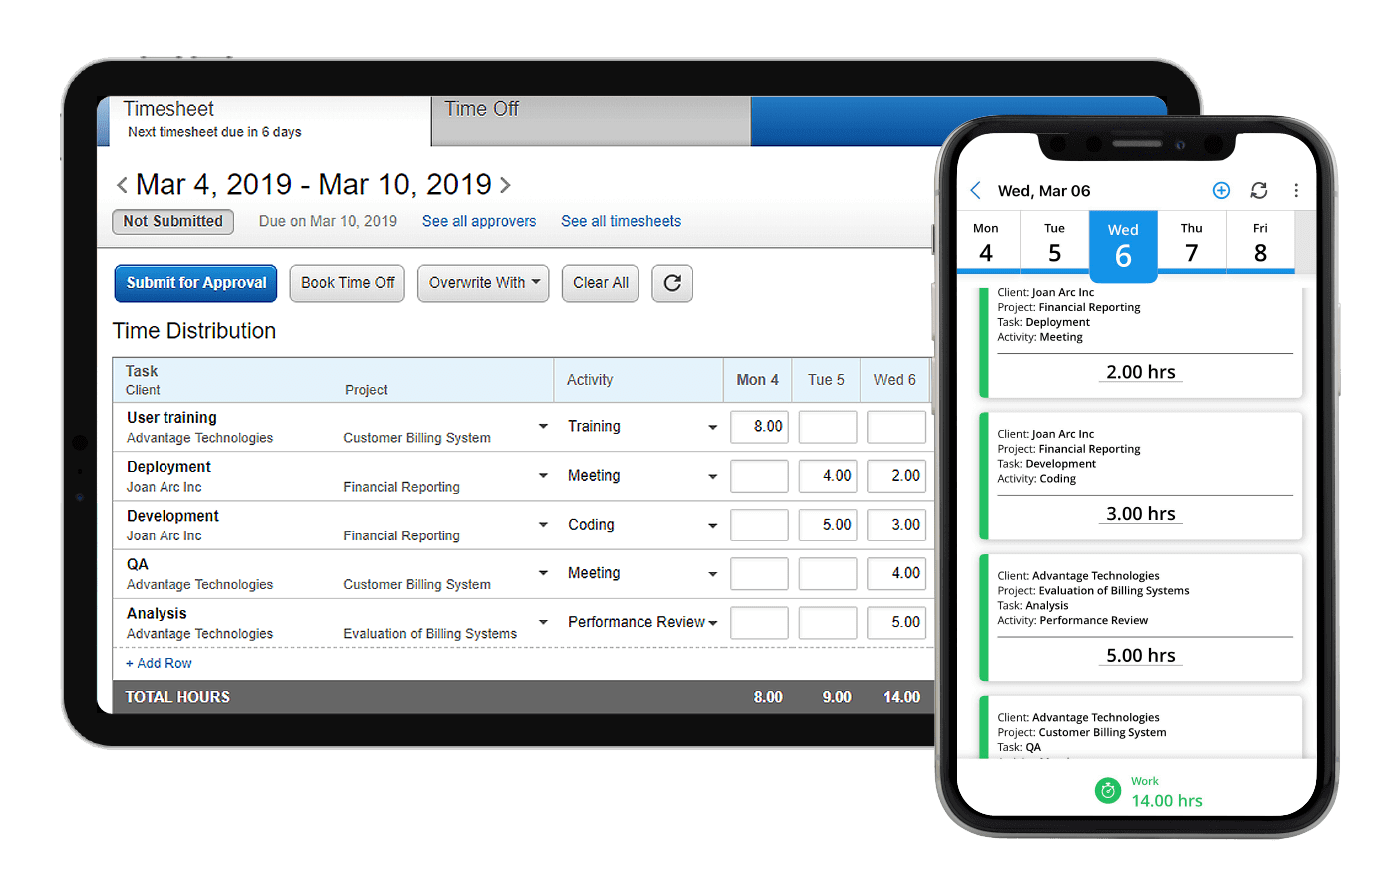 Timesheet
Next timesheet due in 6 days
Time Off
Mar 4, 2019 - Mar 10, 2019
Not Submitted Due on Mar 10, 2019 See all approvers See all timesheets
Submit for Approval Book Time Off Overwrite With Clear All
Time Distribution
Task
Client Project Activity Mon 4 Tue 5 Wed 6
User training
Advantage Technologies Customer Billing System Training 8.00
Deployment
Joan Arc Inc Financial Reporting Meeting 4.00 2.00
Development
Joan Arc Inc Financial Reporting Coding 5.00 3.00
QA
Advantage Technologies Customer Billing System Meeting 4.00
Analysis
Advantage Technologies Evaluation of Billing Systems Performance Review 5.00
+ Add Row
TOTAL HOURS 8.00 9.00 14.00
Wed, Mar 06
Mon Tue Wed Thu Fri
4 5 6 7 8
Client: Joan Arc Inc
Project: Financial Reporting
Task: Deployment
Activity: Meeting
2.00 hrs
Client: Joan Arc Inc
Project: Financial Reporting
Task: Development
Activity: Coding
3.00 hrs
Client: Advantage Technologies
Project: Evaluation of Billing Systems
Task: Analysis
Activity: Performance Review
5.00 hrs
Client: Advantage Technologies
Project: Customer Billing System
Task: QA
Work
14.00 hrs